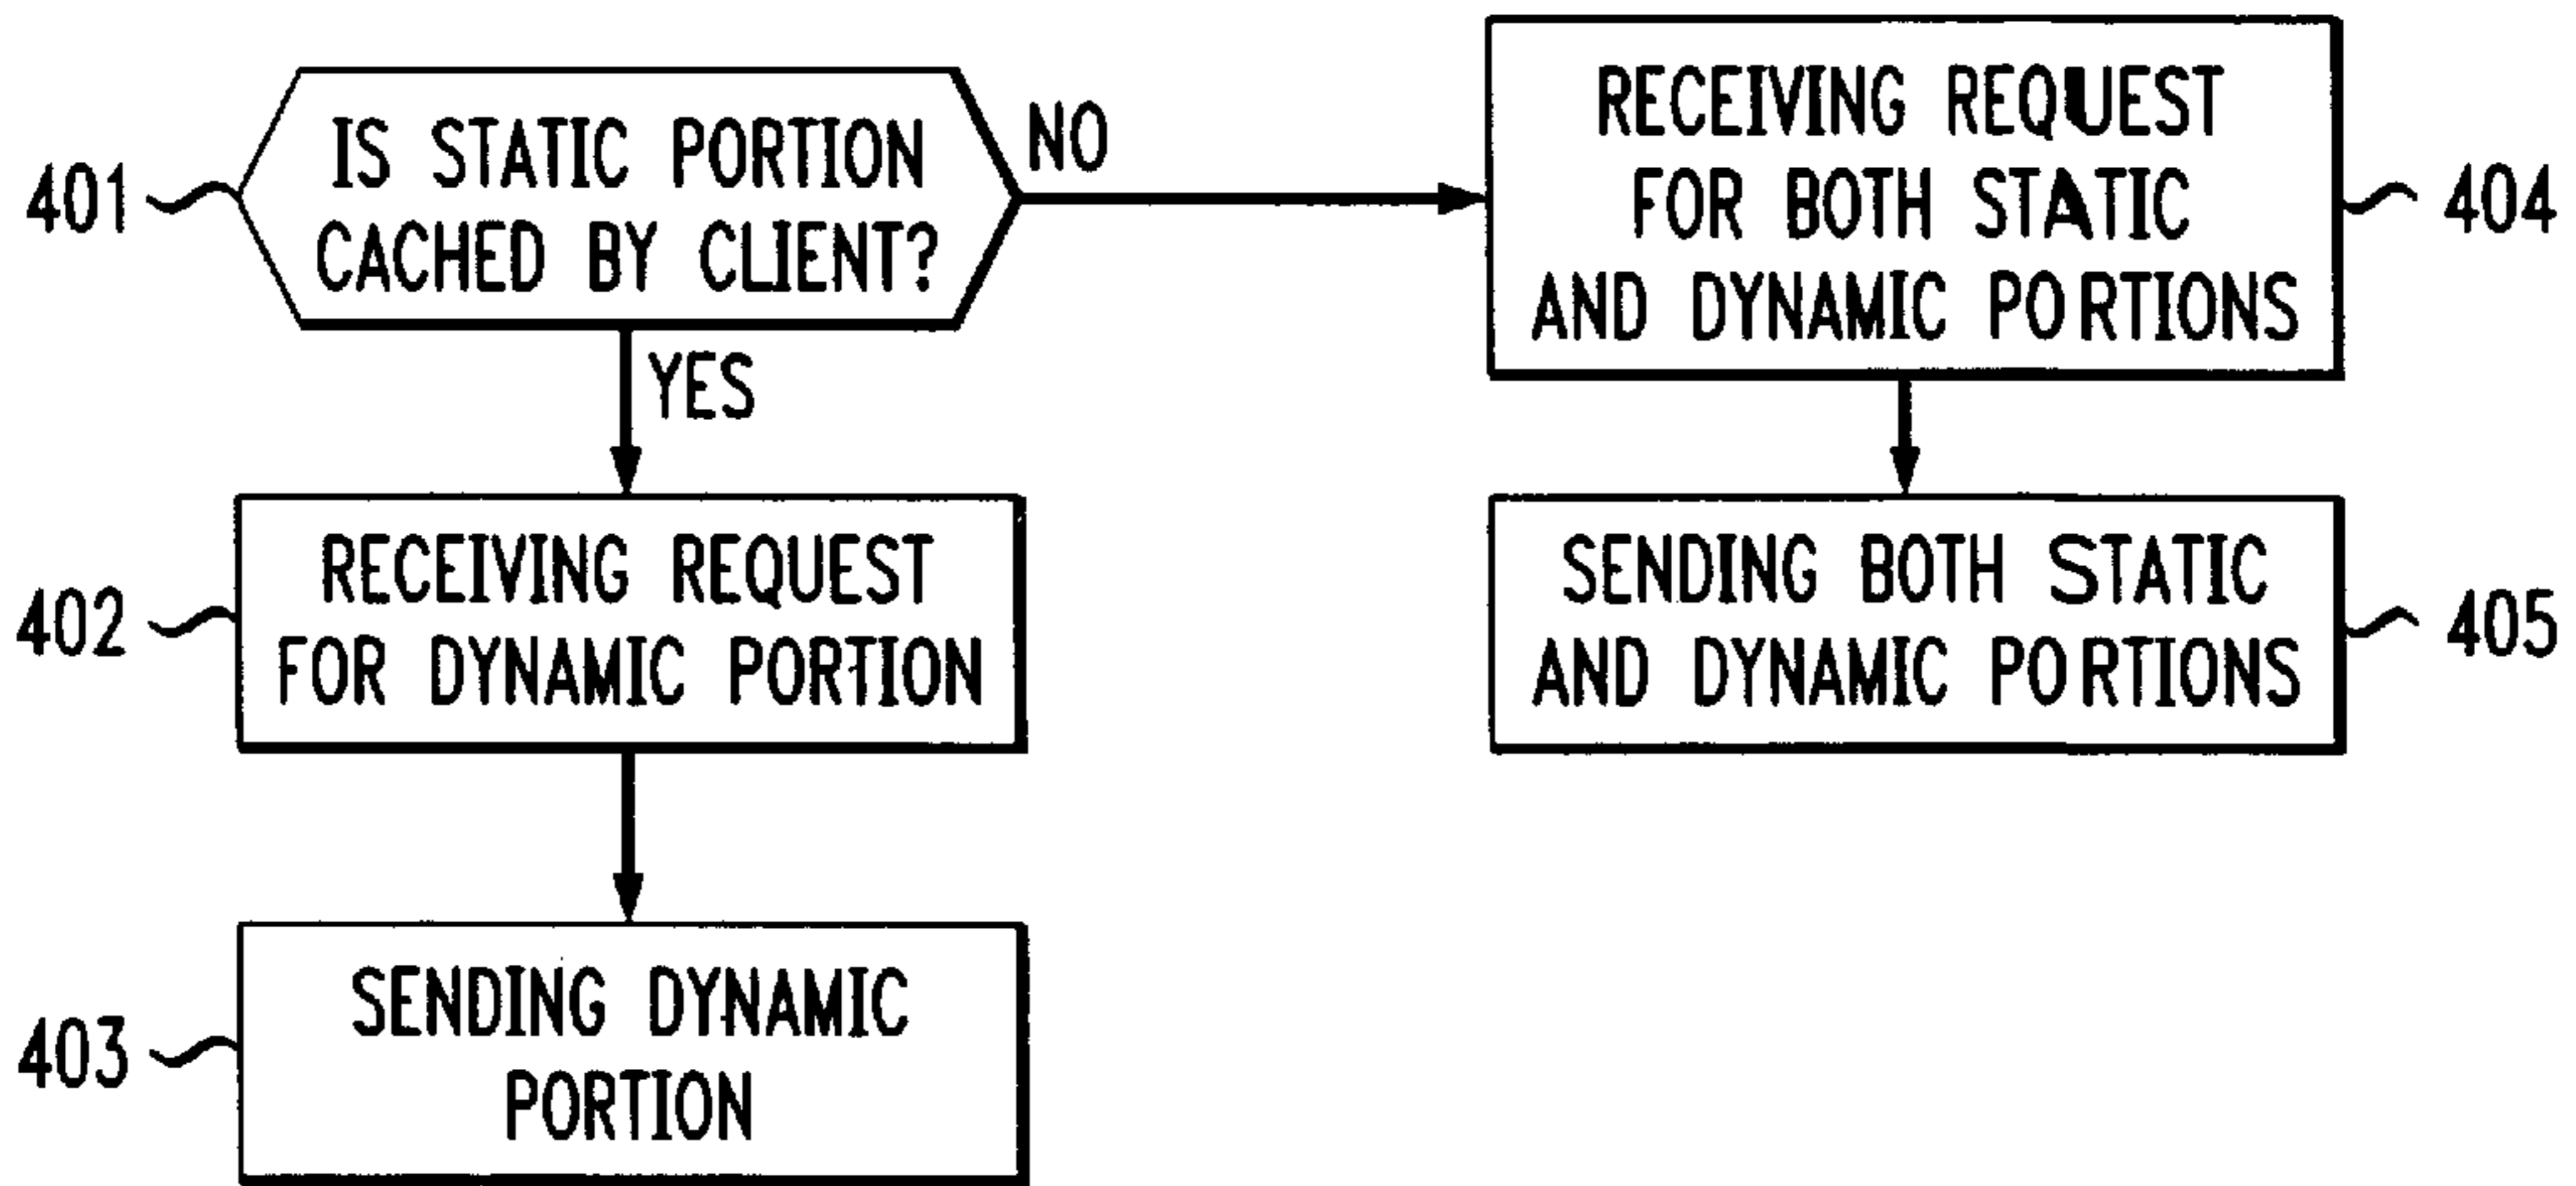 401
IS STATIC PORTION
CACHED BY CLIENT?
NO
YES
402
RECEIVING REQUEST
FOR DYNAMIC PORTION
403
SENDING DYNAMIC
PORTION
RECEIVING REQUEST
FOR BOTH STATIC
AND DYNAMIC PORTIONS
404
SENDING BOTH STATIC
AND DYNAMIC PORTIONS
405